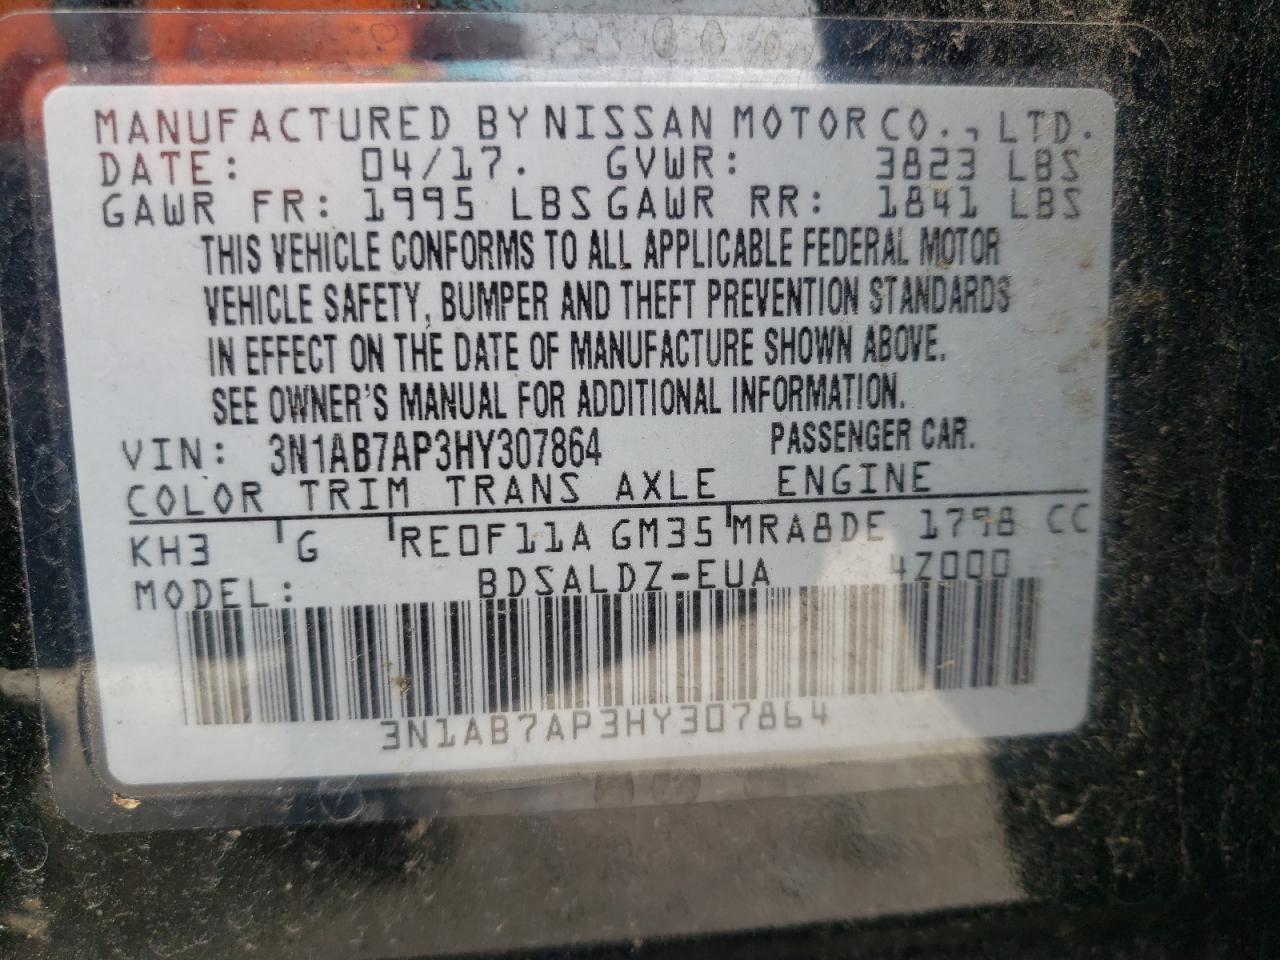 MANUFACTURED BY NISSAN MOTOR CO., LTD.
DATE: 04/17. GVWR: 3823 LBS
GAWR FR: 1995 LBS GAWR RR: 1841 LBS
THIS VEHICLE CONFORMS TO ALL APPLICABLE FEDERAL MOTOR
VEHICLE SAFETY, BUMPER AND THEFT PREVENTION STANDARDS
IN EFFECT ON THE DATE OF MANUFACTURE SHOWN ABOVE.
SEE OWNER'S MANUAL FOR ADDITIONAL INFORMATION.
VIN: 3N1AB7AP3HY307864 PASSENGER CAR.
COLOR TRIM TRANS AXLE ENGINE
KH3 G RE0F11A GM35 MRA8DE 1798 CC
MODEL: BDSALDZ-EUA 4Z000
3N1AB7AP3HY307864